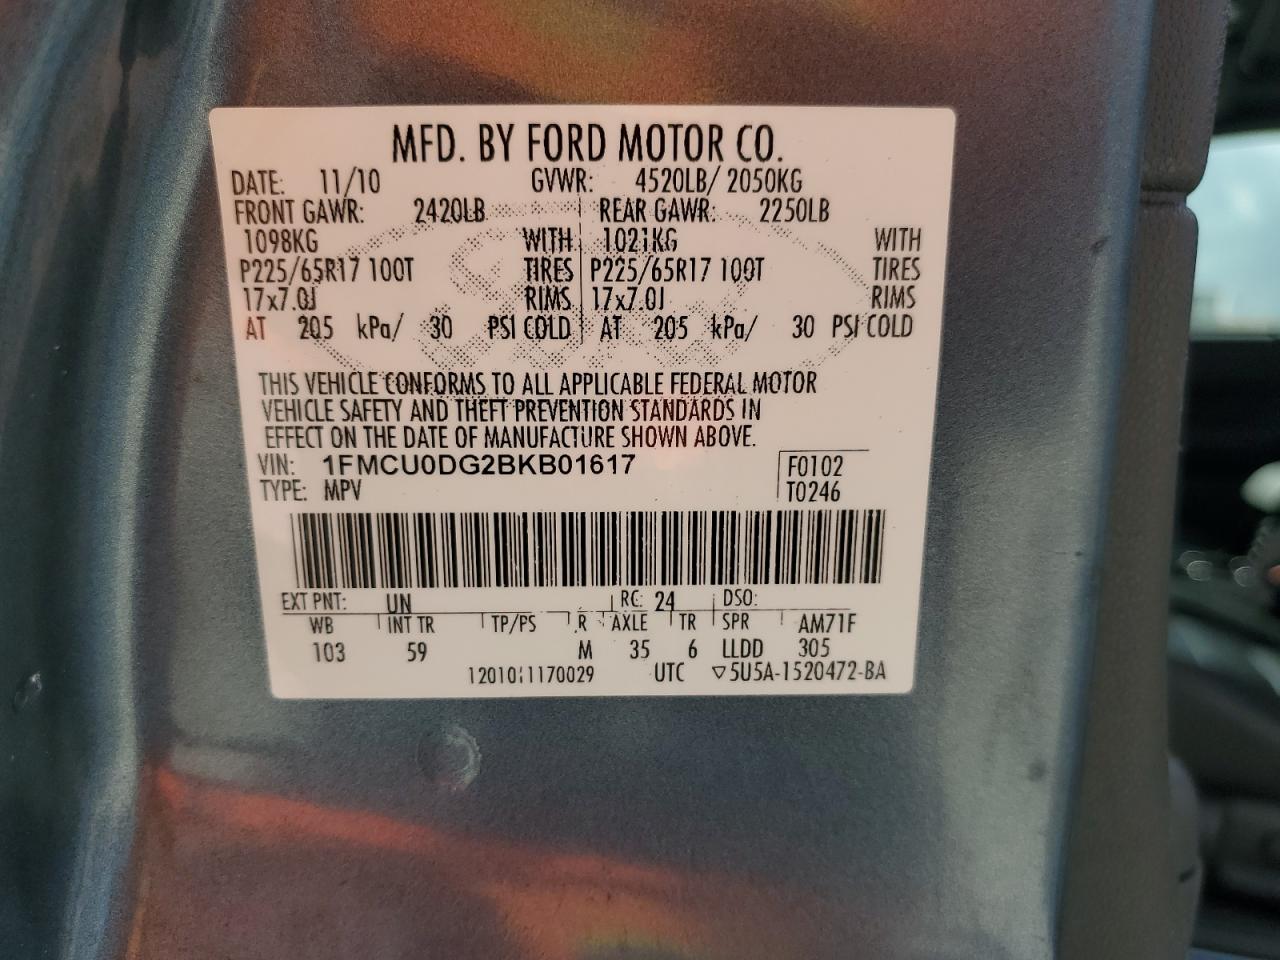 MFD. BY FORD MOTOR CO.
DATE: 11/10 GVWR: 4520LB/ 2050KG
FRONT GAWR: 2420LB REAR GAWR: 2250LB
1098KG WITH 1021KG WITH
P225/65R17 100T TIRES P225/65R17 100T TIRES
17x7.0J RIMS 17x7.0J RIMS
AT 205 kPa/ 30 PSI COLD AT 205 kPa/ 30 PSI COLD
THIS VEHICLE CONFORMS TO ALL APPLICABLE FEDERAL MOTOR
VEHICLE SAFETY AND THEFT PREVENTION STANDARDS IN
EFFECT ON THE DATE OF MANUFACTURE SHOWN ABOVE.
VIN: 1FMCU0DG2BKB01617 F0102
TYPE: MPV T0246
EXT PNT: UN RC: 24 DSO:
WB INT TR TP/PS R AXLE TR SPR AM71F
103 59 M 35 6 LLDD 305
12010:1170029 UTC ▽5U5A-1520472-BA